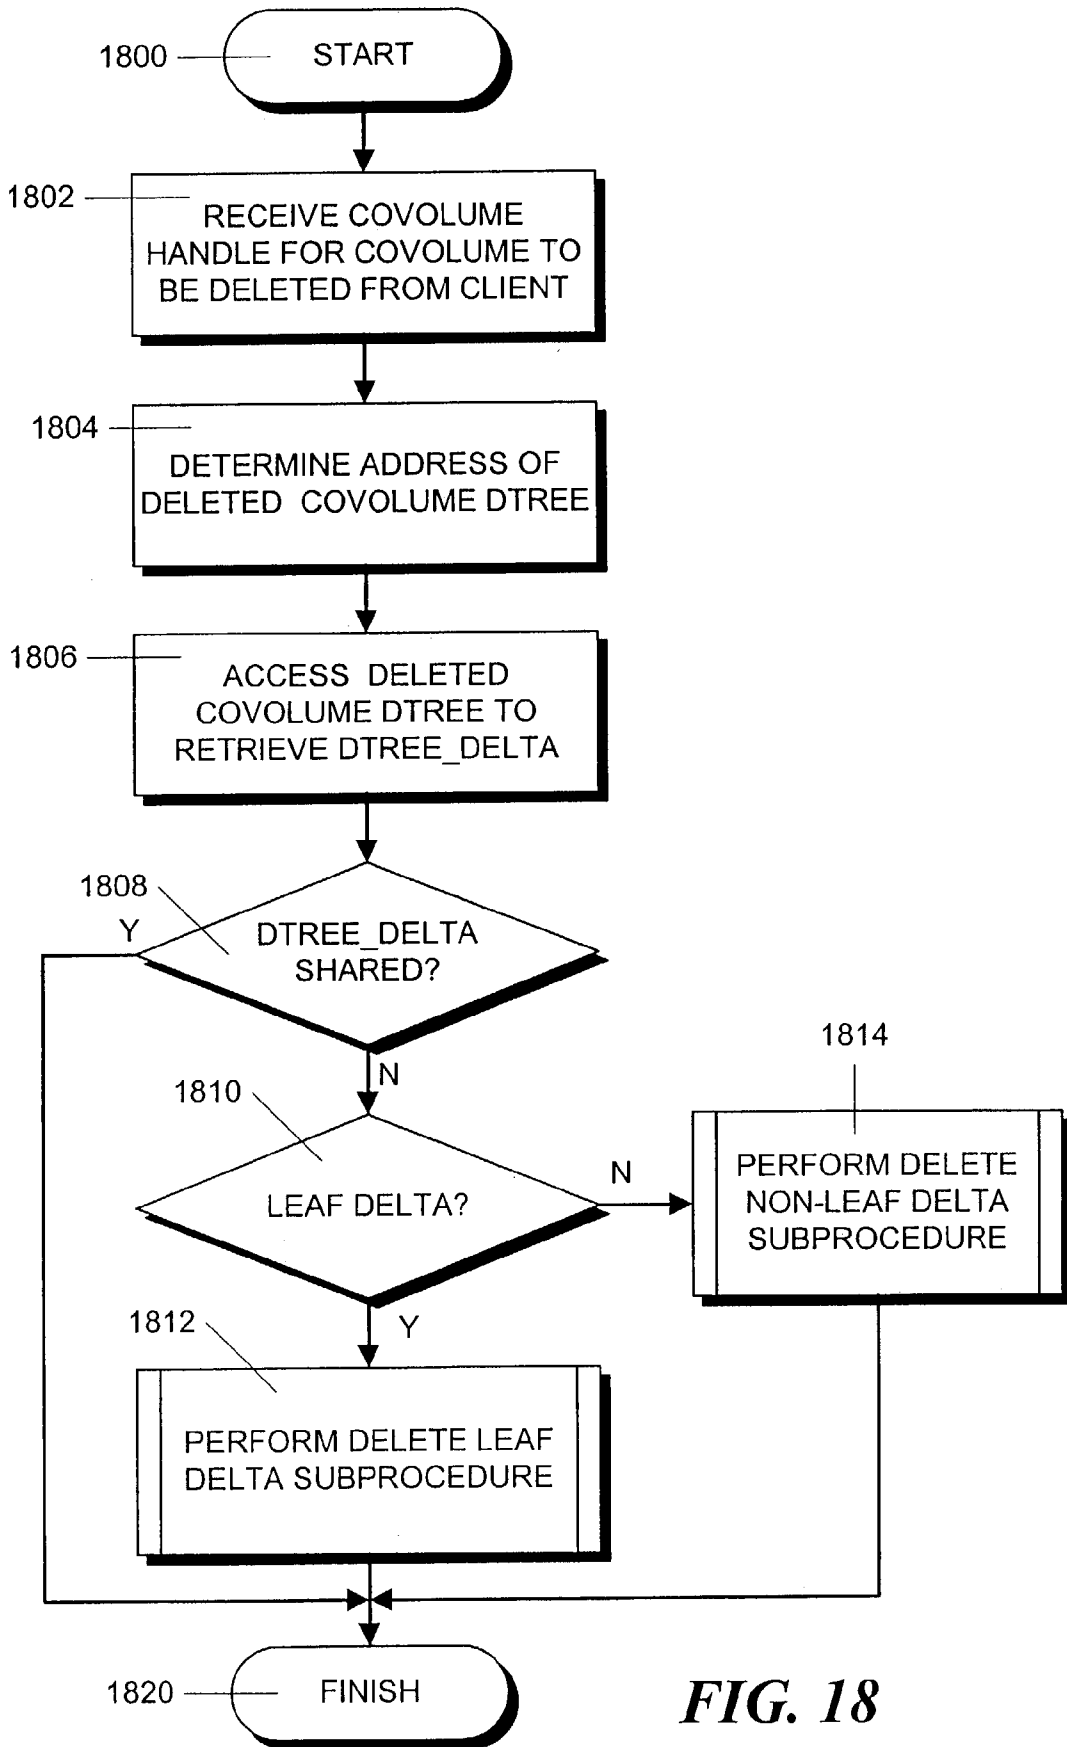 1800
START
1802
RECEIVE COVOLUME
HANDLE FOR COVOLUME TO
BE DELETED FROM CLIENT
1804
DETERMINE ADDRESS OF
DELETED COVOLUME DTREE
1806
ACCESS DELETED
COVOLUME DTREE TO
RETRIEVE DTREE_DELTA
1808
Y
DTREE_DELTA
SHARED?
N
1810
LEAF DELTA?
N
1814
PERFORM DELETE
NON-LEAF DELTA
SUBPROCEDURE
Y
1812
PERFORM DELETE LEAF
DELTA SUBPROCEDURE
1820
FINISH
FIG. 18